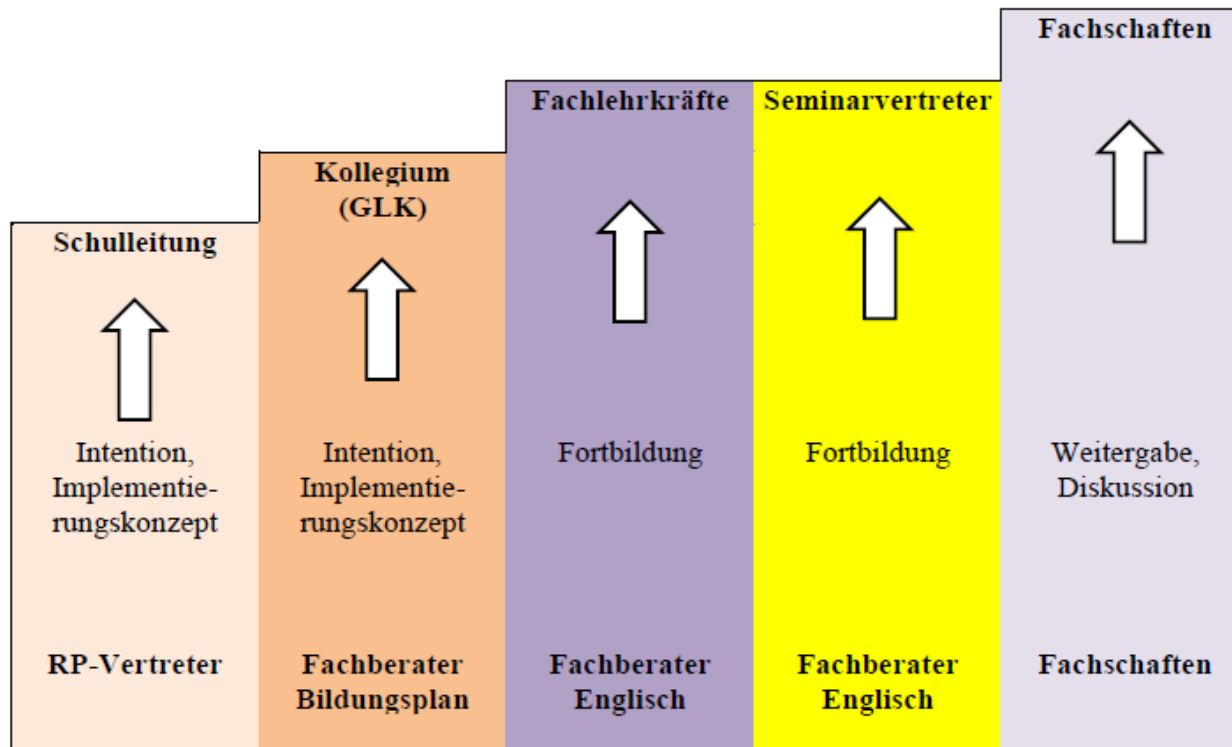 Schulleitung
Intention,
Implementie-
rungskonzept
RP-Vertreter
Kollegium
(GLK)
Intention,
Implementie-
rungskonzept
Fachberater
Bildungsplan
Fachlehrkräfte
Fortbildung
Fachberater
Englisch
Seminarvertreter
Fortbildung
Fachberater
Englisch
Fachschaften
Weitergabe,
Diskussion
Fachschaften